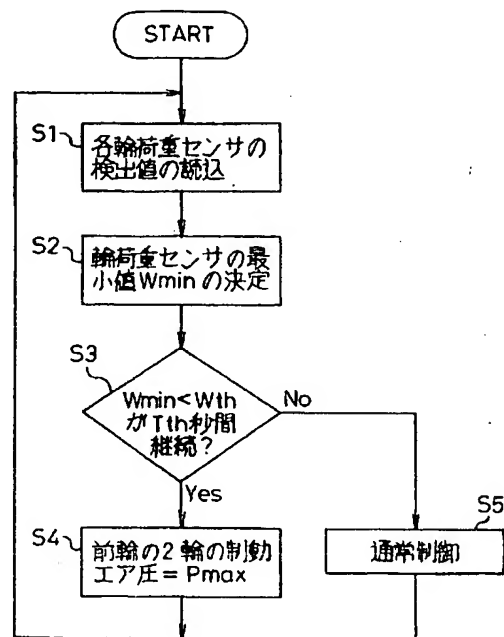 START
S1
各輪荷重センサの
検出値の読込
S2
輪荷重センサの最
小値Wminの決定
S3
Wmin<Wth
がTth秒間
継続?
No
Yes
S4
前輪の2輪の制動
エア圧=Pmax
S5
通常制御